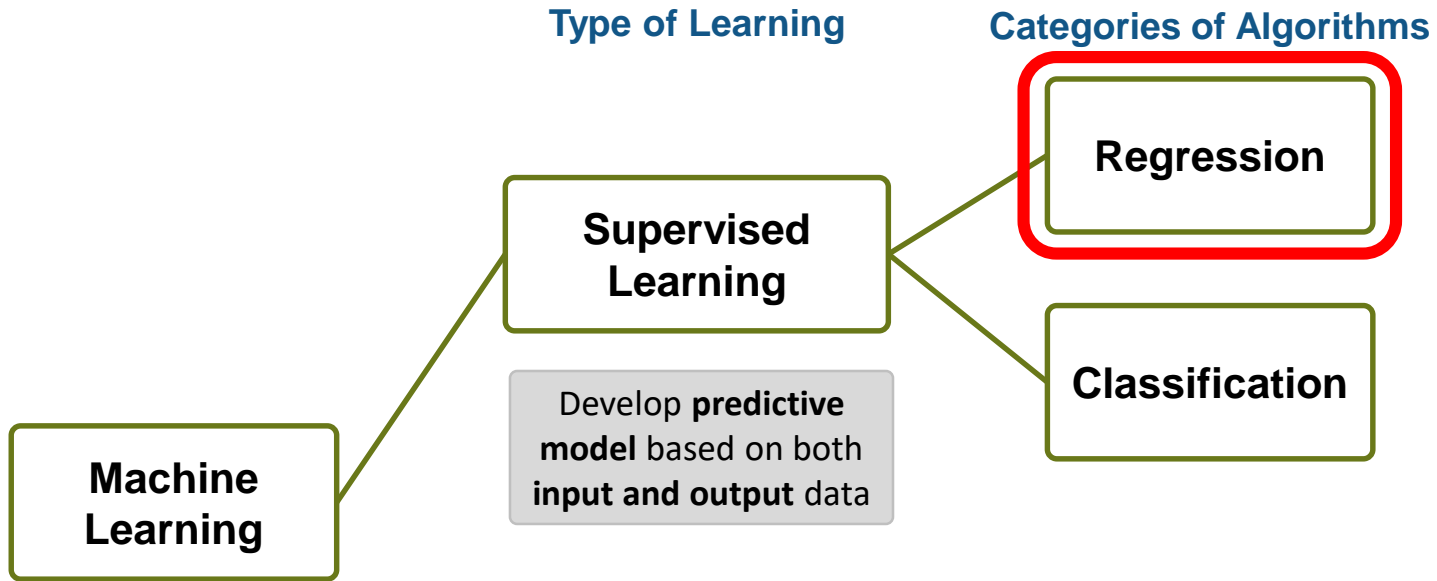 Type of Learning
Categories of Algorithms
Regression
Supervised
Learning
Classification
Develop predictive
model based on both
input and output data
Machine
Learning